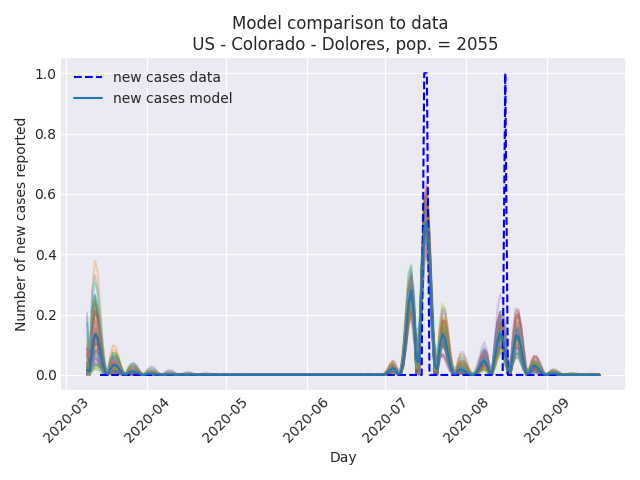 Model comparison to data
US - Colorado - Dolores, pop. = 2055
new cases data
new cases model
Number of new cases reported
1.0
0.8
0.6
0.4
0.2
0.0
2020-03
2020-04
2020-05
2020-06
2020-07
2020-08
2020-09
Day